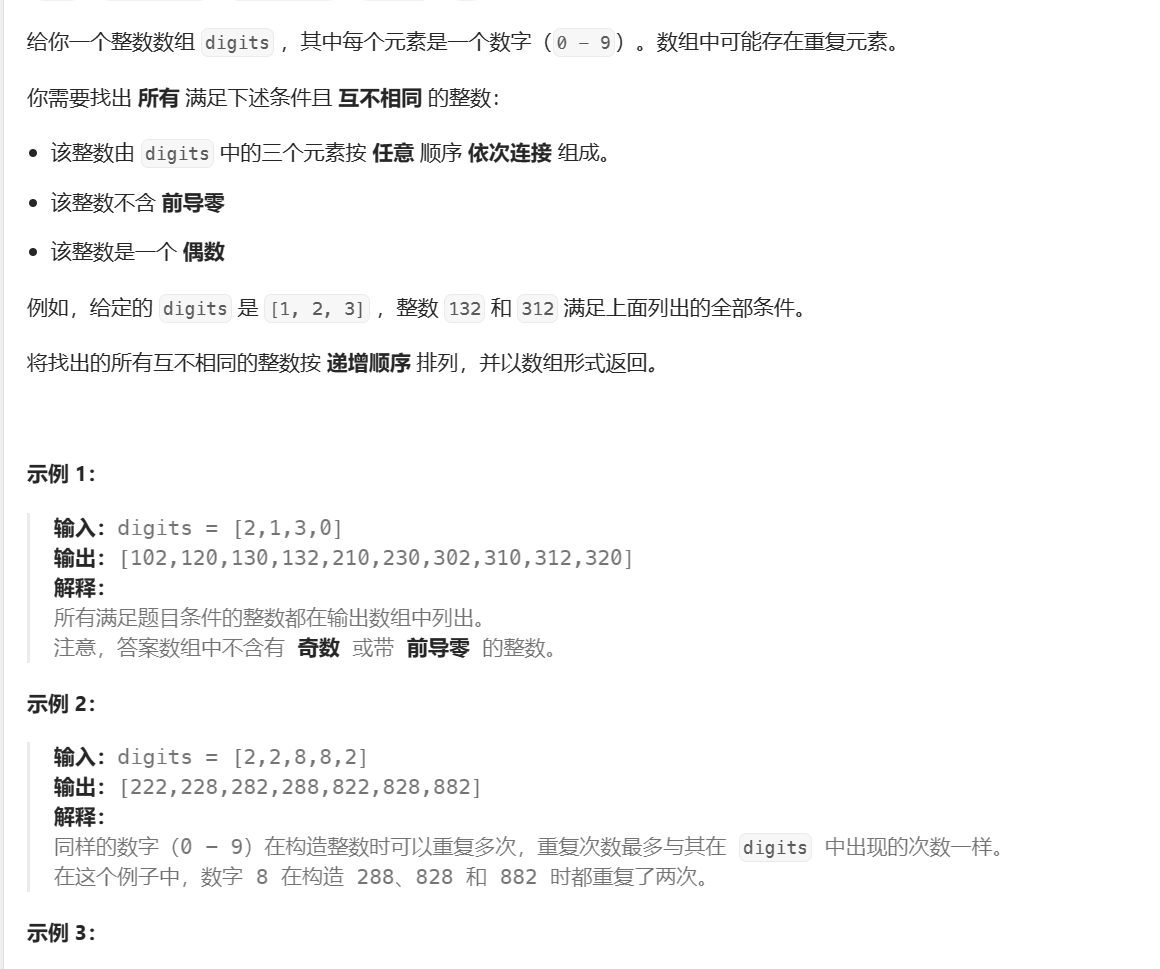 给你一个整数数组 digits ，其中每个元素是一个数字（0 - 9）。数组中可能存在重复元素。
你需要找出 所有 满足下述条件且 互不相同 的整数：
• 该整数由 digits 中的三个元素按 任意 顺序 依次连接 组成。
• 该整数不含 前导零
• 该整数是一个 偶数
例如，给定的 digits 是 [1, 2, 3] ，整数 132 和 312 满足上面列出的全部条件。
将找出的所有互不相同的整数按 递增顺序 排列，并以数组形式返回。
示例 1：
输入：digits = [2,1,3,0]
输出：[102,120,130,132,210,230,302,310,312,320]
解释：
所有满足题目条件的整数都在输出数组中列出。
注意，答案数组中不含有 奇数 或带 前导零 的整数。
示例 2：
输入：digits = [2,2,8,8,2]
输出：[222,228,282,288,822,828,882]
解释：
同样的数字（0 - 9）在构造整数时可以重复多次，重复次数最多与其在 digits 中出现的次数一样。
在这个例子中，数字 8 在构造 288、828 和 882 时都重复了两次。
示例 3：